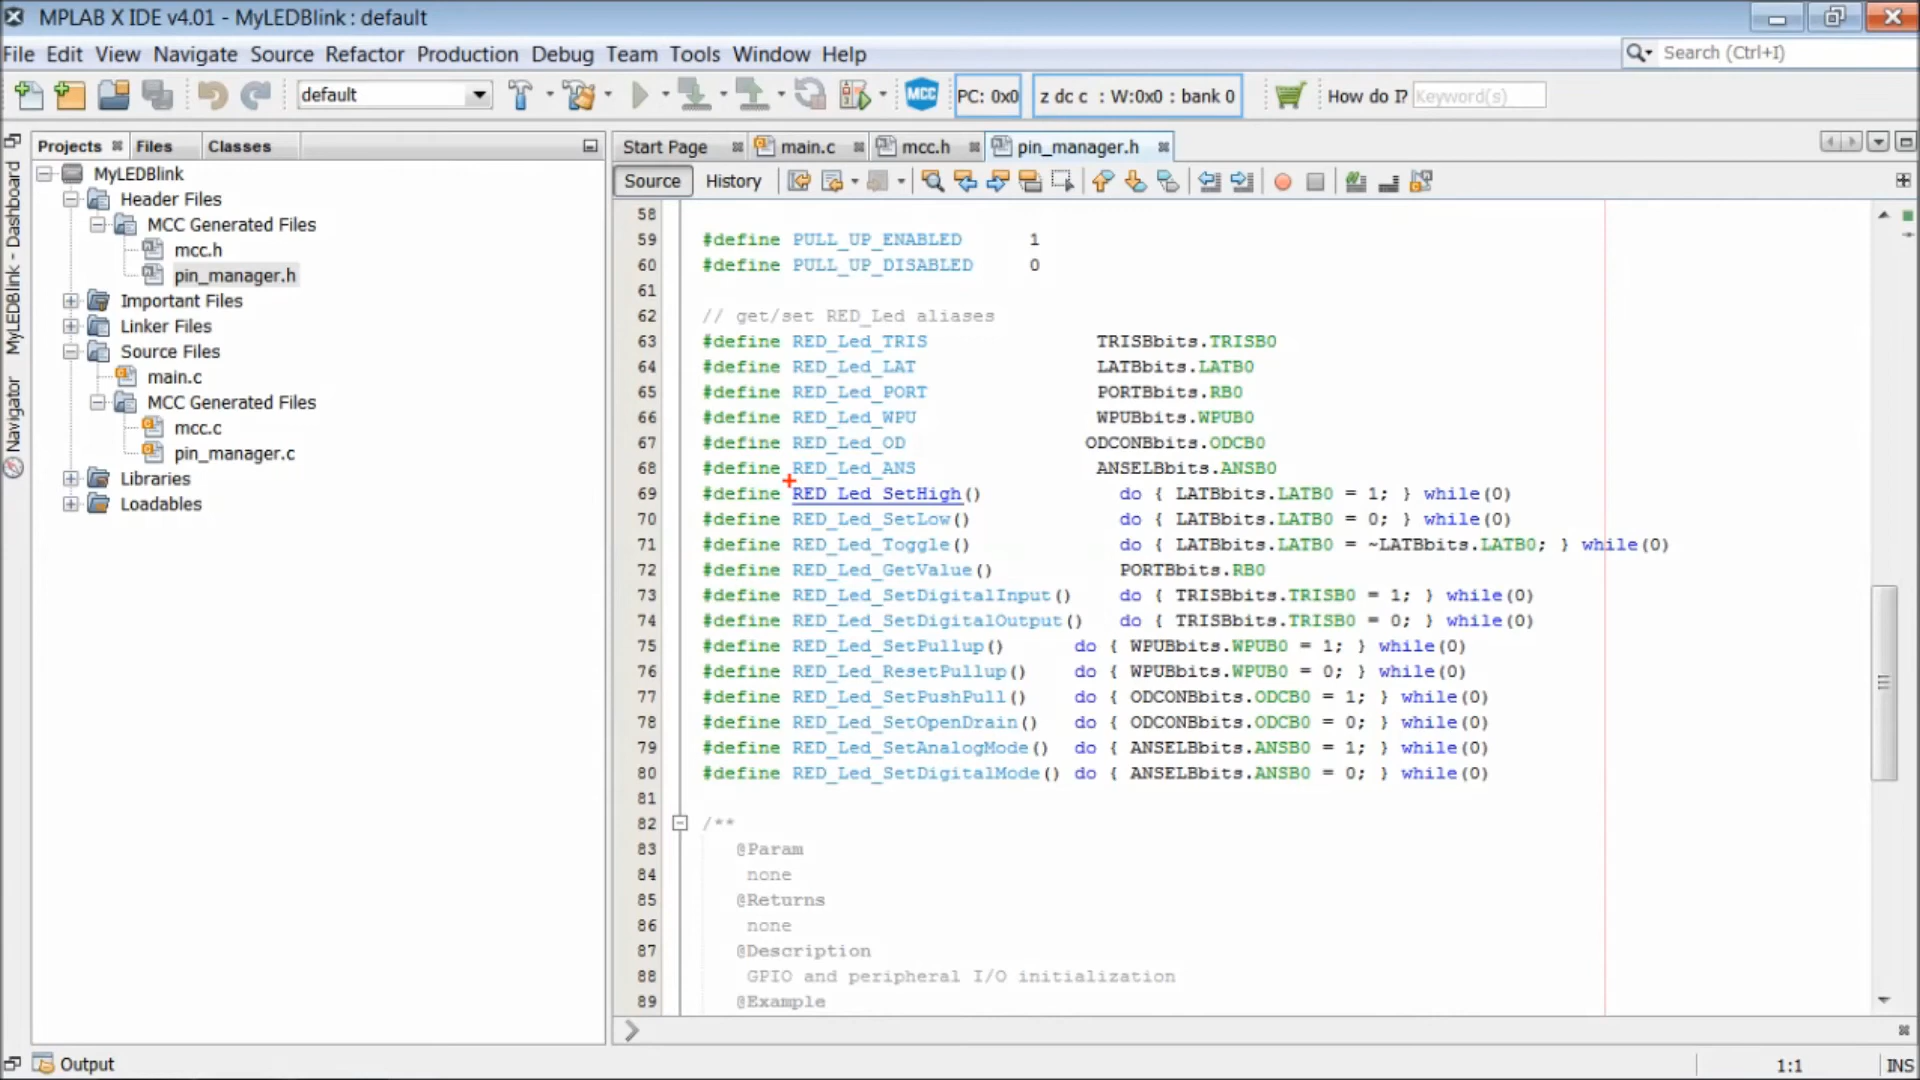 MPLAB X IDE v4.01 - MyLEDBlink : default
File Edit View Navigate Source Refactor Production Debug Team Tools Window Help
Search (Ctrl+I)
default
MCC
PC: 0x0
z dc c : W:0x0 : bank 0
How do I?
Keyword(s)
MyLEDBlink - Dashboard
Navigator
Projects
Files
Classes
MyLEDBlink
Header Files
MCC Generated Files
mcc.h
pin_manager.h
Important Files
Linker Files
Source Files
main.c
MCC Generated Files
mcc.c
pin_manager.c
Libraries
Loadables
Start Page
main.c
mcc.h
pin_manager.h
Source
History
58
59 #define PULL_UP_ENABLED 1
60 #define PULL_UP_DISABLED 0
61
62 // get/set RED_Led aliases
63 #define RED_Led_TRIS TRISBbits.TRISB0
64 #define RED_Led_LAT LATBbits.LATB0
65 #define RED_Led_PORT PORTBbits.RB0
66 #define RED_Led_WPU WPUBbits.WPUB0
67 #define RED_Led_OD ODCONBbits.ODCB0
68 #define RED_Led_ANS ANSELBbits.ANSB0
69 #define RED_Led_SetHigh() do { LATBbits.LATB0 = 1; } while(0)
70 #define RED_Led_SetLow() do { LATBbits.LATB0 = 0; } while(0)
71 #define RED_Led_Toggle() do { LATBbits.LATB0 = ~LATBbits.LATB0; } while(0)
72 #define RED_Led_GetValue() PORTBbits.RB0
73 #define RED_Led_SetDigitalInput() do { TRISBbits.TRISB0 = 1; } while(0)
74 #define RED_Led_SetDigitalOutput() do { TRISBbits.TRISB0 = 0; } while(0)
75 #define RED_Led_SetPullup() do { WPUBbits.WPUB0 = 1; } while(0)
76 #define RED_Led_ResetPullup() do { WPUBbits.WPUB0 = 0; } while(0)
77 #define RED_Led_SetPushPull() do { ODCONBbits.ODCB0 = 1; } while(0)
78 #define RED_Led_SetOpenDrain() do { ODCONBbits.ODCB0 = 0; } while(0)
79 #define RED_Led_SetAnalogMode() do { ANSELBbits.ANSB0 = 1; } while(0)
80 #define RED_Led_SetDigitalMode() do { ANSELBbits.ANSB0 = 0; } while(0)
81
82 /**
83 @Param
84 none
85 @Returns
86 none
87 @Description
88 GPIO and peripheral I/O initialization
89 @Example
Output
1:1
INS